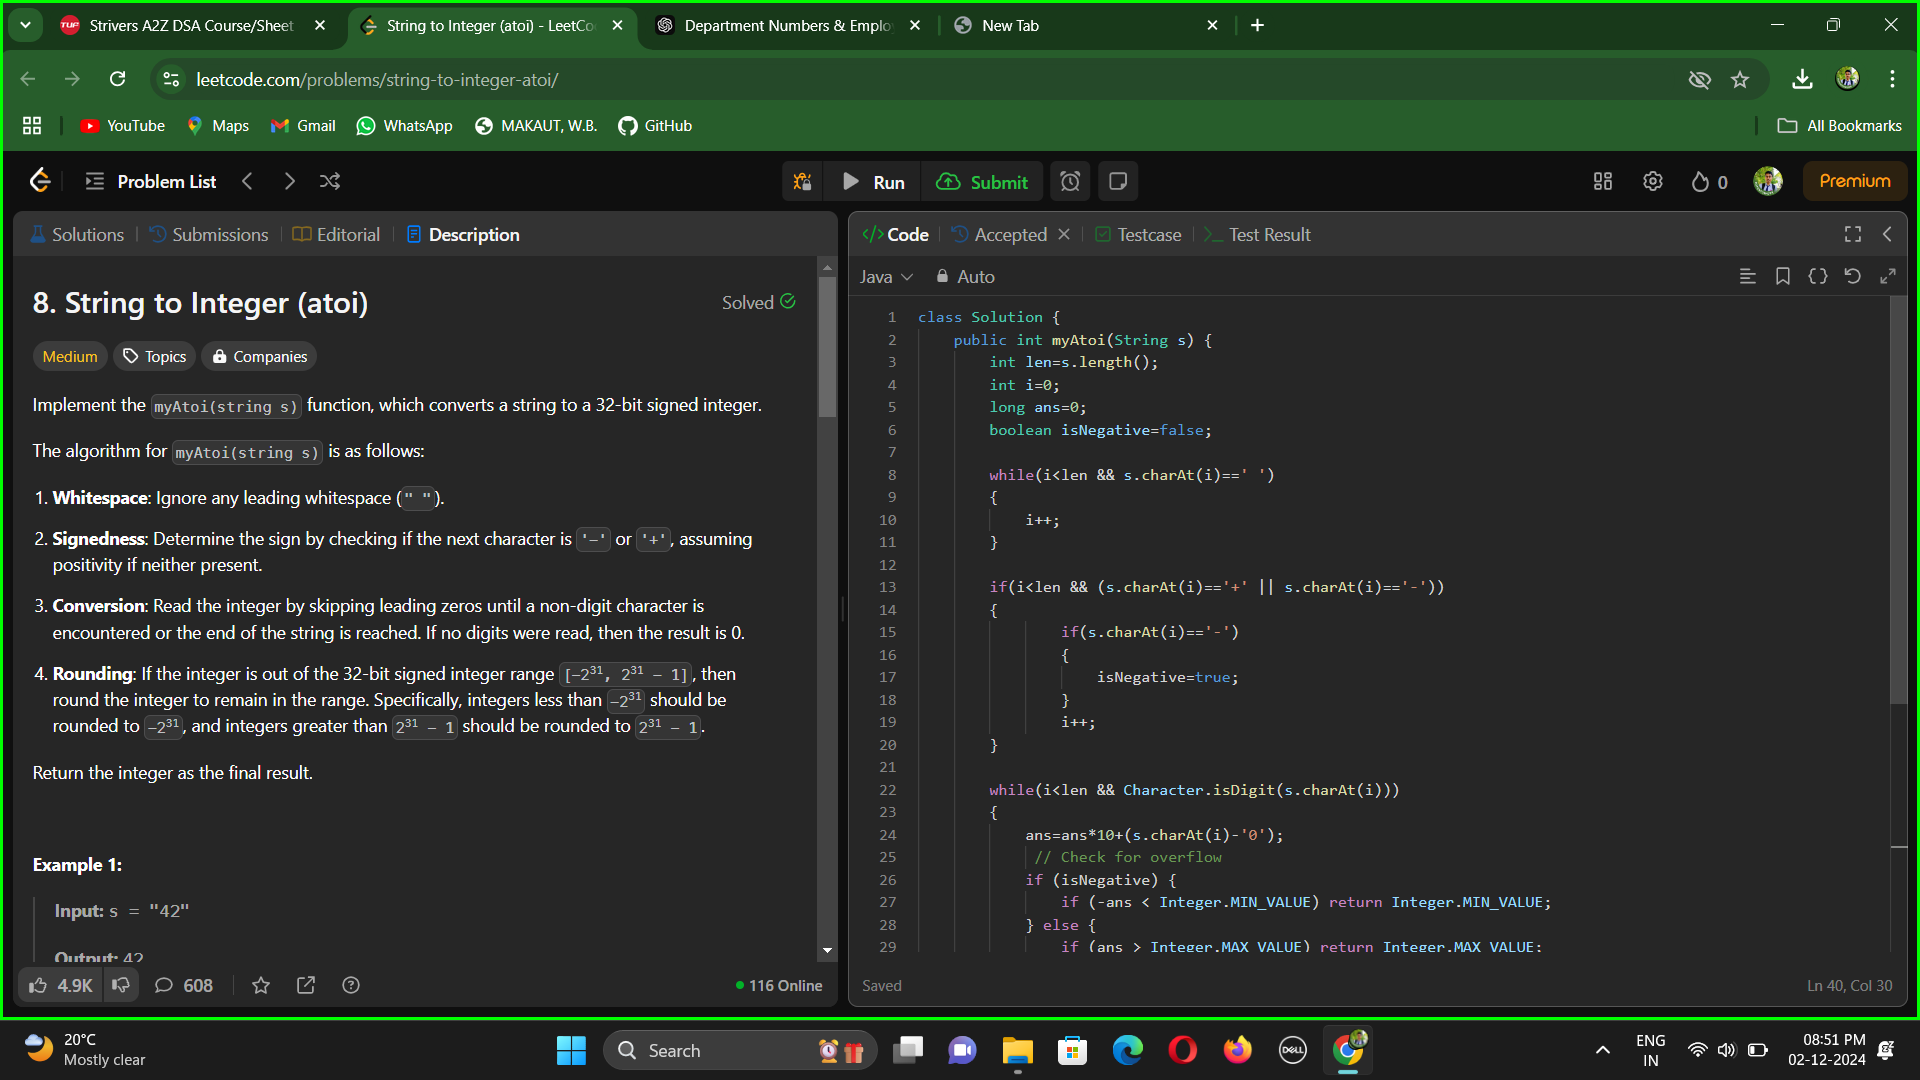 Strivers A2Z DSA Course/Sheet
String to Integer (atoi) - LeetCo
Department Numbers & Emplo
New Tab
leetcode.com/problems/string-to-integer-atoi/
YouTube
Maps
Gmail
WhatsApp
MAKAUT, W.B.
GitHub
All Bookmarks
Problem List
Run
Submit
0
Premium
Solutions
Submissions
Editorial
Description
8. String to Integer (atoi)
Solved
Medium
Topics
Companies
Implement the myAtoi(string s) function, which converts a string to a 32-bit signed integer.
The algorithm for myAtoi(string s) is as follows:
1. Whitespace: Ignore any leading whitespace (" ").
2. Signedness: Determine the sign by checking if the next character is '-' or '+', assuming
positivity if neither present.
3. Conversion: Read the integer by skipping leading zeros until a non-digit character is
encountered or the end of the string is reached. If no digits were read, then the result is 0.
4. Rounding: If the integer is out of the 32-bit signed integer range [-2³¹, 2³¹ - 1], then
round the integer to remain in the range. Specifically, integers less than -2³¹ should be
rounded to -2³¹, and integers greater than 2³¹ - 1 should be rounded to 2³¹ - 1.
Return the integer as the final result.
Example 1:
Input: s = "42"
Output: 42
4.9K
608
116 Online
</> Code
Accepted
Testcase
>_ Test Result
Java
Auto
1 class Solution {
2 public int myAtoi(String s) {
3 int len=s.length();
4 int i=0;
5 long ans=0;
6 boolean isNegative=false;
7
8 while(i<len && s.charAt(i)==' ')
9 {
10 i++;
11 }
12
13 if(i<len && (s.charAt(i)=='+' || s.charAt(i)=='-'))
14 {
15 if(s.charAt(i)=='-')
16 {
17 isNegative=true;
18 }
19 i++;
20 }
21
22 while(i<len && Character.isDigit(s.charAt(i)))
23 {
24 ans=ans*10+(s.charAt(i)-'0');
25 // Check for overflow
26 if (isNegative) {
27 if (-ans < Integer.MIN_VALUE) return Integer.MIN_VALUE;
28 } else {
29 if (ans > Integer.MAX_VALUE) return Integer.MAX_VALUE;
Saved
Ln 40, Col 30
20°C
Mostly clear
Search
DELL
ENG
IN
08:51 PM
02-12-2024